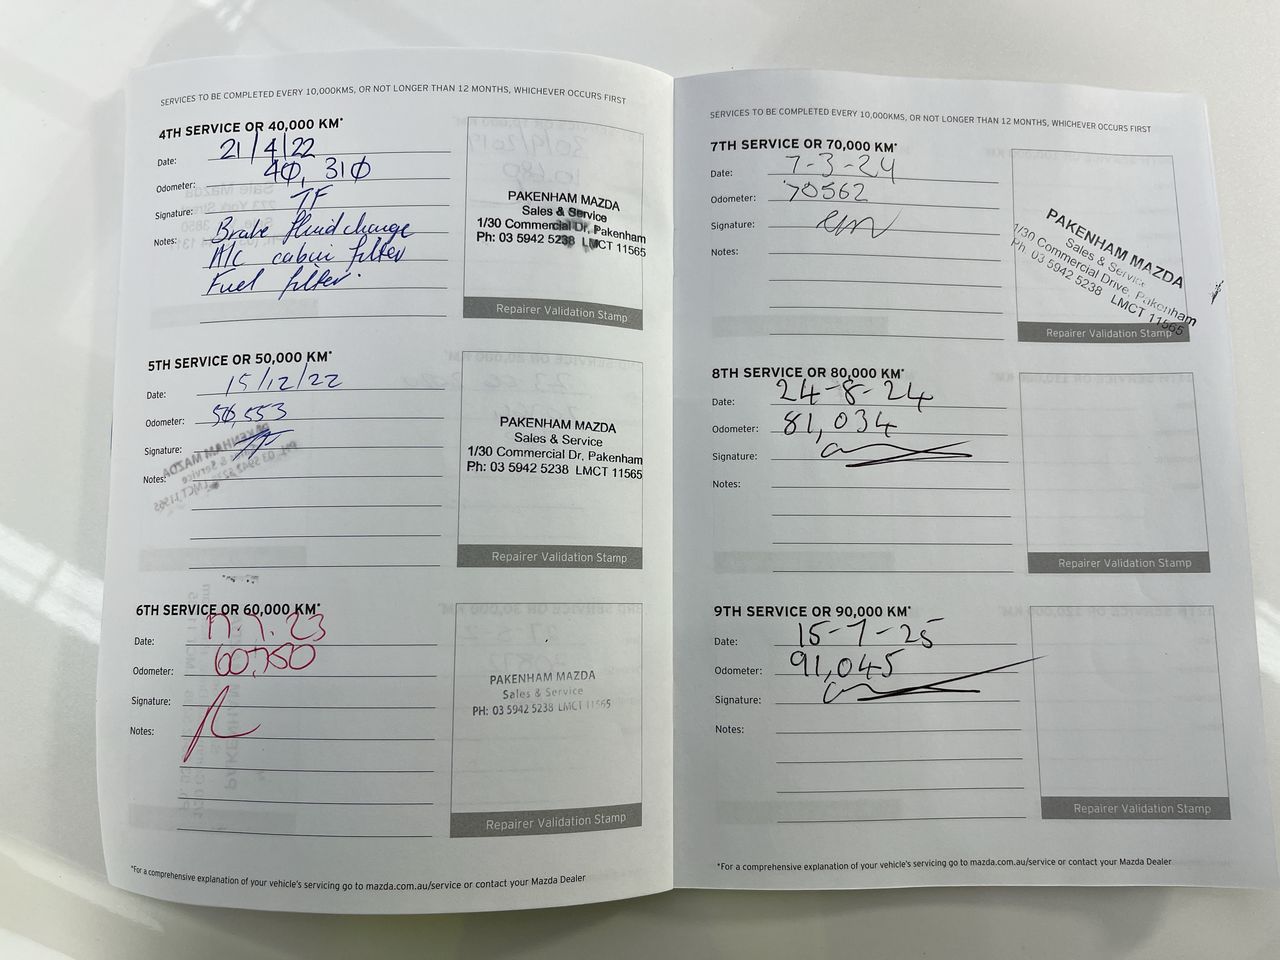 SERVICES TO BE COMPLETED EVERY 10,000KMS, OR NOT LONGER THAN 12 MONTHS, WHICHEVER OCCURS FIRST
4TH SERVICE OR 40,000 KM*
Date: 21/4/22
Odometer: 40, 310
Signature: TF
Notes: Brake fluid change
A/c cabin filter
Fuel filter.
PAKENHAM MAZDA
Sales & Service
1/30 Commercial Dr, Pakenham
Ph: 03 5942 5238 LMCT 11565
Repairer Validation Stamp
5TH SERVICE OR 50,000 KM*
Date: 15/12/22
Odometer: 50,553
Signature: TF
Notes:
PAKENHAM MAZDA
Sales & Service
1/30 Commercial Dr, Pakenham
Ph: 03 5942 5238 LMCT 11565
Repairer Validation Stamp
6TH SERVICE OR 60,000 KM*
Date: 17.7.23
Odometer: 60,750
Signature:
Notes:
PAKENHAM MAZDA
Sales & Service
PH: 03 5942 5238 LMCT 11565
Repairer Validation Stamp
*For a comprehensive explanation of your vehicle's servicing go to mazda.com.au/service or contact your Mazda Dealer
SERVICES TO BE COMPLETED EVERY 10,000KMS, OR NOT LONGER THAN 12 MONTHS, WHICHEVER OCCURS FIRST
7TH SERVICE OR 70,000 KM*
Date: 7-3-24
Odometer: 70562
Signature:
Notes:
PAKENHAM MAZDA
Sales & Service
1/30 Commercial Drive, Pakenham
Ph: 03 5942 5238 LMCT 11565
Repairer Validation Stamp
8TH SERVICE OR 80,000 KM*
Date: 24-8-24
Odometer: 81,034
Signature:
Notes:
Repairer Validation Stamp
9TH SERVICE OR 90,000 KM*
Date: 15-7-25
Odometer: 91,045
Signature:
Notes:
Repairer Validation Stamp
*For a comprehensive explanation of your vehicle's servicing go to mazda.com.au/service or contact your Mazda Dealer